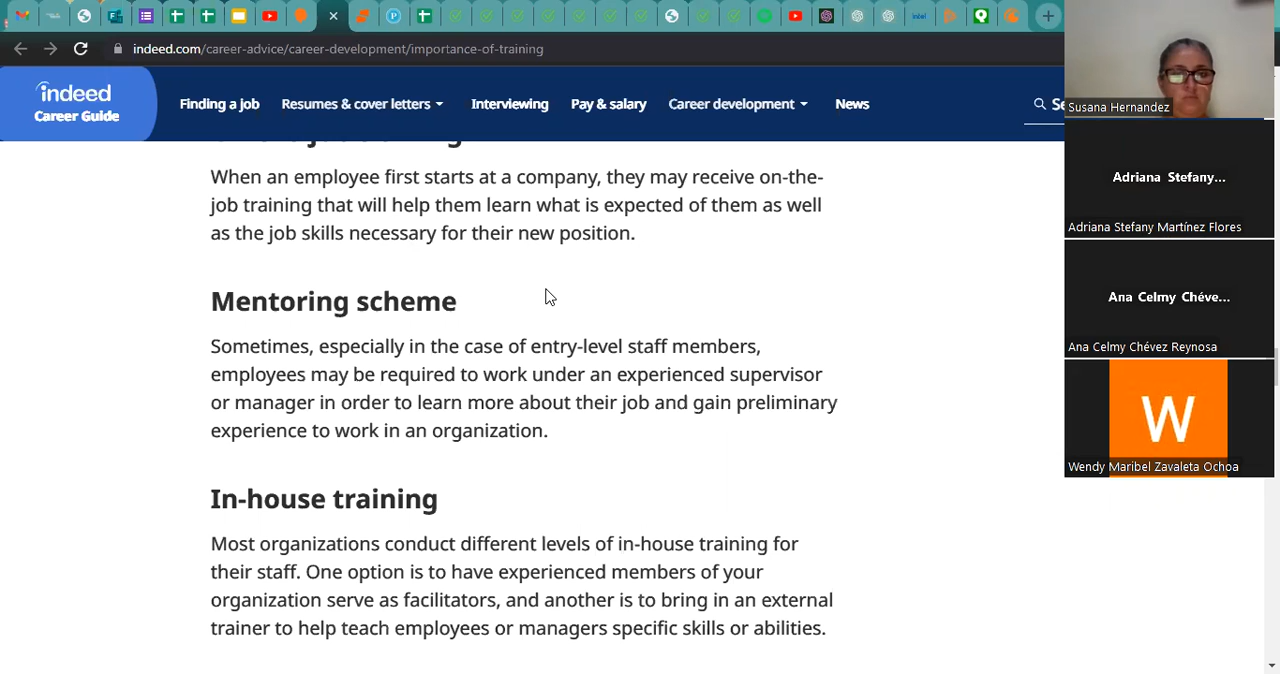 indeed.com/career-advice/career-development/importance-of-training
indeed
Career Guide
Finding a job
Resumes & cover letters
Interviewing
Pay & salary
Career development
News
When an employee first starts at a company, they may receive on-the-
job training that will help them learn what is expected of them as well
as the job skills necessary for their new position.
Mentoring scheme
Sometimes, especially in the case of entry-level staff members,
employees may be required to work under an experienced supervisor
or manager in order to learn more about their job and gain preliminary
experience to work in an organization.
In-house training
Most organizations conduct different levels of in-house training for
their staff. One option is to have experienced members of your
organization serve as facilitators, and another is to bring in an external
trainer to help teach employees or managers specific skills or abilities.
Susana Hernandez
Adriana Stefany...
Adriana Stefany Martínez Flores
Ana Celmy Chéve...
Ana Celmy Chévez Reynosa
W
Wendy Maribel Zavaleta Ochoa